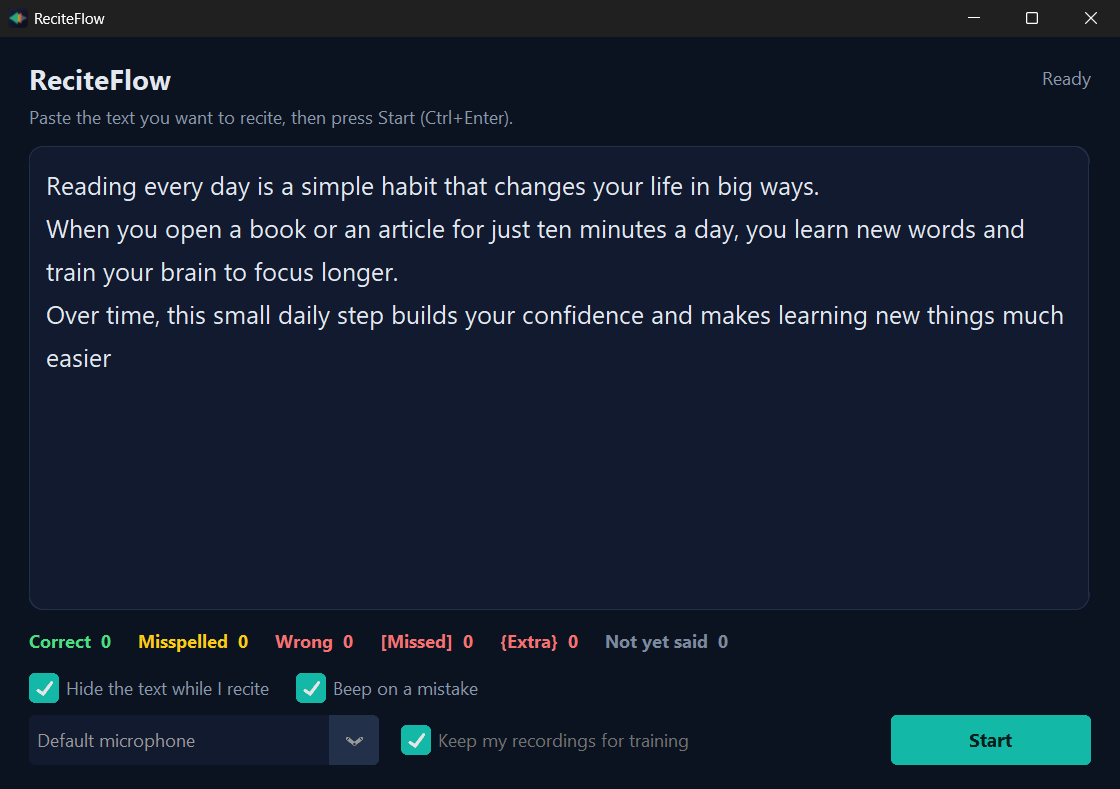 ReciteFlow
ReciteFlow
Ready
Paste the text you want to recite, then press Start (Ctrl+Enter).
Reading every day is a simple habit that changes your life in big ways.
When you open a book or an article for just ten minutes a day, you learn new words and
train your brain to focus longer.
Over time, this small daily step builds your confidence and makes learning new things much
easier
Correct 0 Misspelled 0 Wrong 0 [Missed] 0 {Extra} 0 Not yet said 0
Hide the text while I recite Beep on a mistake
Default microphone Keep my recordings for training Start